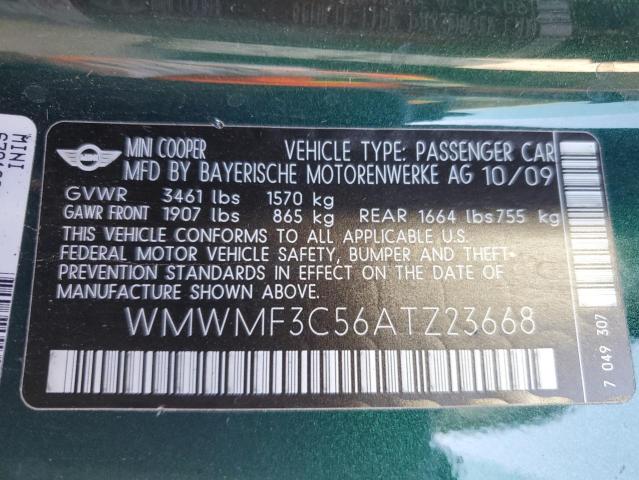 MINI COOPER VEHICLE TYPE: PASSENGER CAR
MFD BY BAYERISCHE MOTORENWERKE AG 10/09
GVWR 3461 lbs 1570 kg
GAWR FRONT 1907 lbs 865 kg REAR 1664 lbs 755 kg
THIS VEHICLE CONFORMS TO ALL APPLICABLE U.S.
FEDERAL MOTOR VEHICLE SAFETY, BUMPER AND THEFT
PREVENTION STANDARDS IN EFFECT ON THE DATE OF
MANUFACTURE SHOWN ABOVE.
WMWMF3C56ATZ23668
7 049 307
MINI